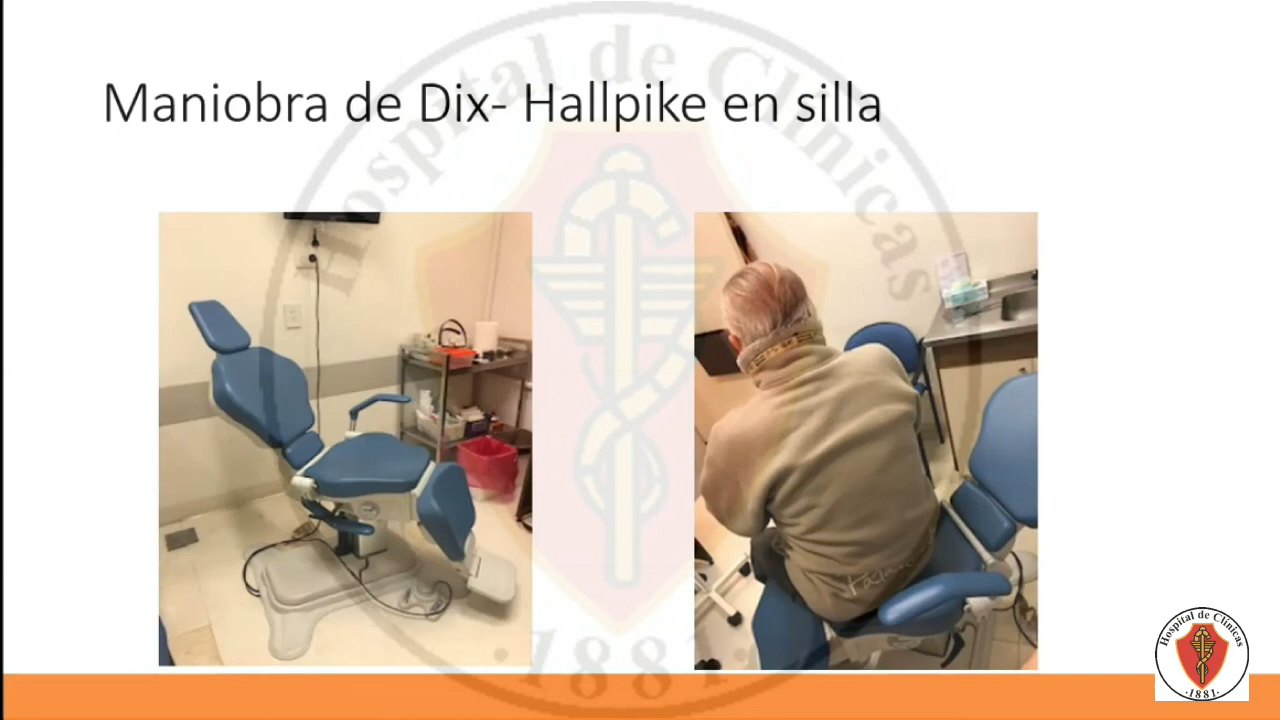 Maniobra de Dix- Hallpike en silla
Hospital de Clínicas
1881
Hospital de Clínicas
·1881·